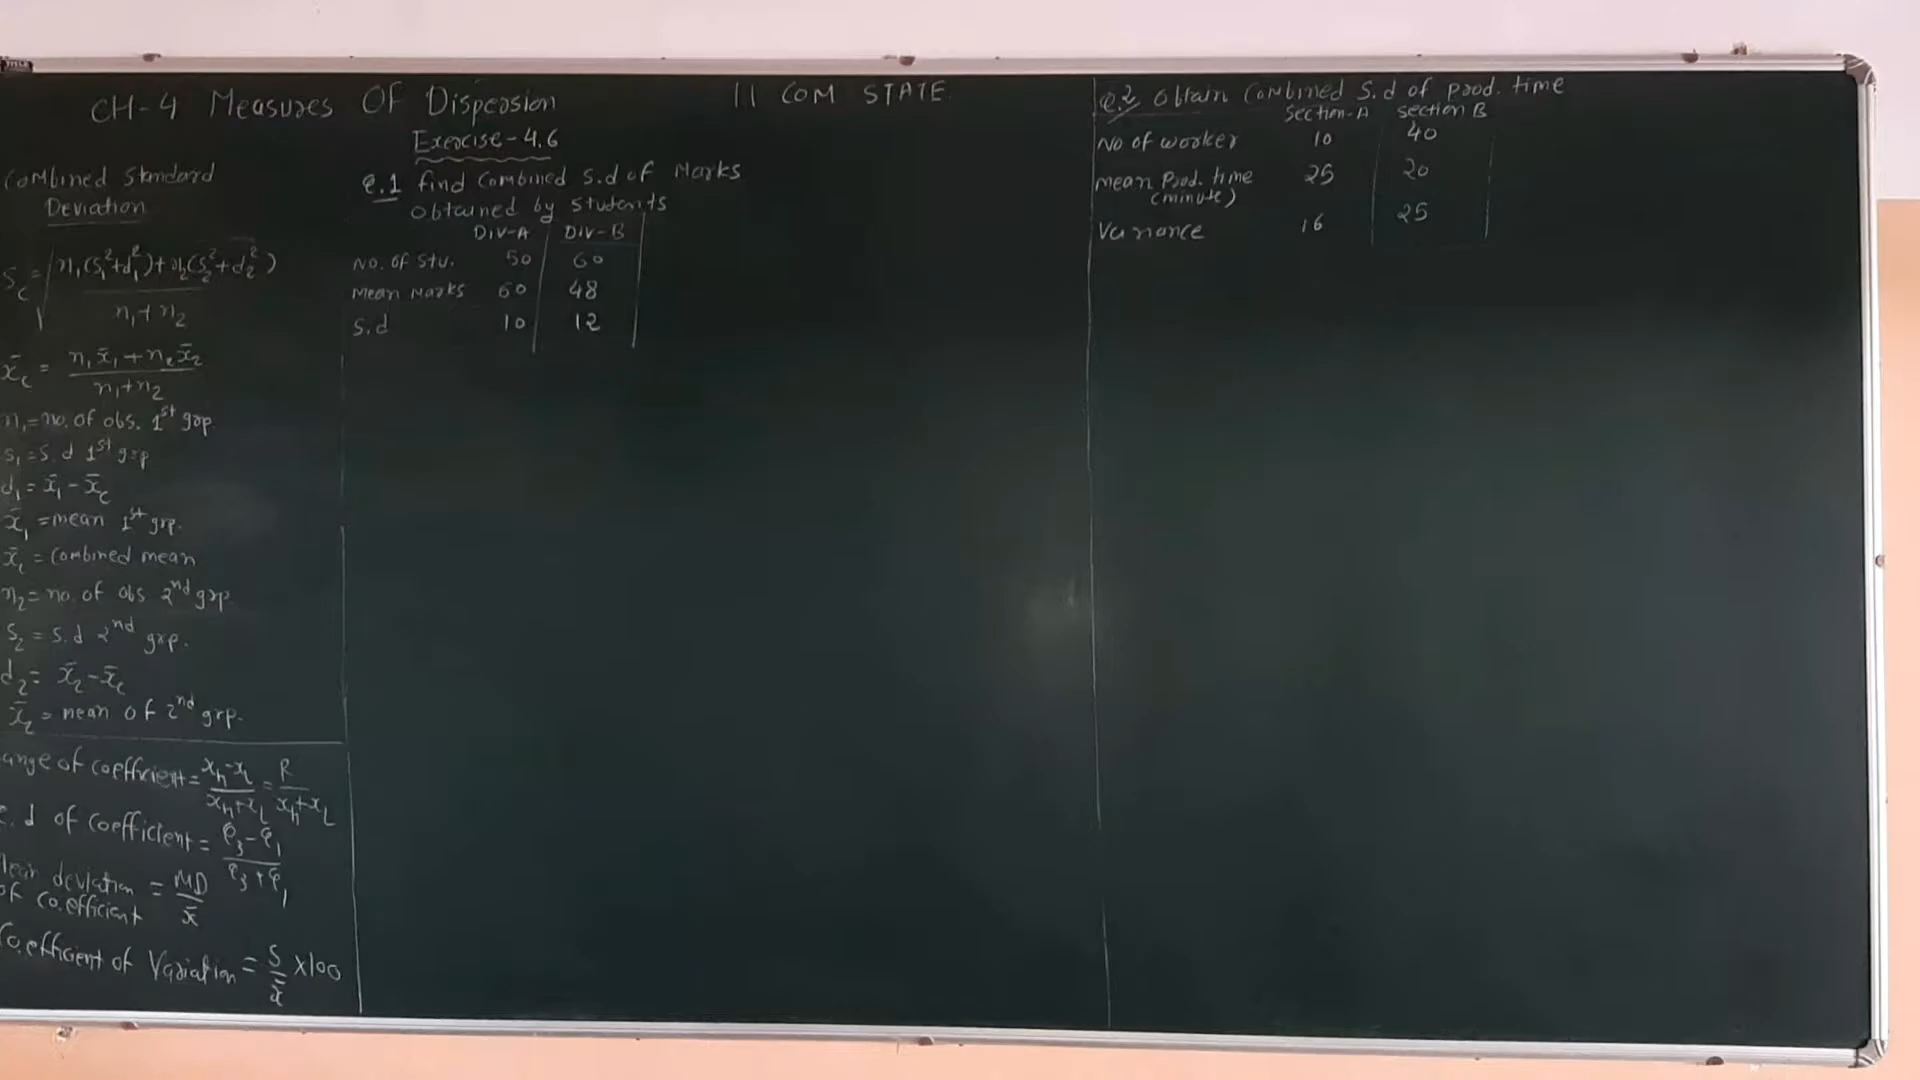 CH-4 Measures Of Dispersion
11 COM STATE
Exercise-4.6
Combined Standard
Deviation
Sc = √ n₁(s₁²+d₁²)+n₂(s₂²+d₂²)
n₁+n₂
x̄c = n₁x̄₁+n₂x̄₂
n₁+n₂
n₁=no. of obs. 1st grp.
s₁=s.d 1st grp
d₁=x̄₁-x̄c
x̄₁=mean 1st grp.
x̄c=Combined mean
n₂=no. of obs 2nd grp.
s₂=s.d 2nd grp.
d₂= x̄₂-x̄c
x̄₂=mean of 2nd grp.
ange of coefficient= xh-xL / xh+xL = R / xh+xL
.d of coefficient= Q₃-Q₁ / Q₃+Q₁
ean deviation = MD / x̄
of co.efficient
Co.efficient of Variation = S / x̄ ×100
Q.1 find Combined S.d of Marks
obtained by Students
Div-A Div-B
No. of Stu. 50 60
Mean Marks 60 48
S.d 10 12
Q.2 Obtain Combined S.d of prod. time
Section-A Section B
No of worker 10 40
mean Prod. time 25 20
(minute)
Variance 16 25